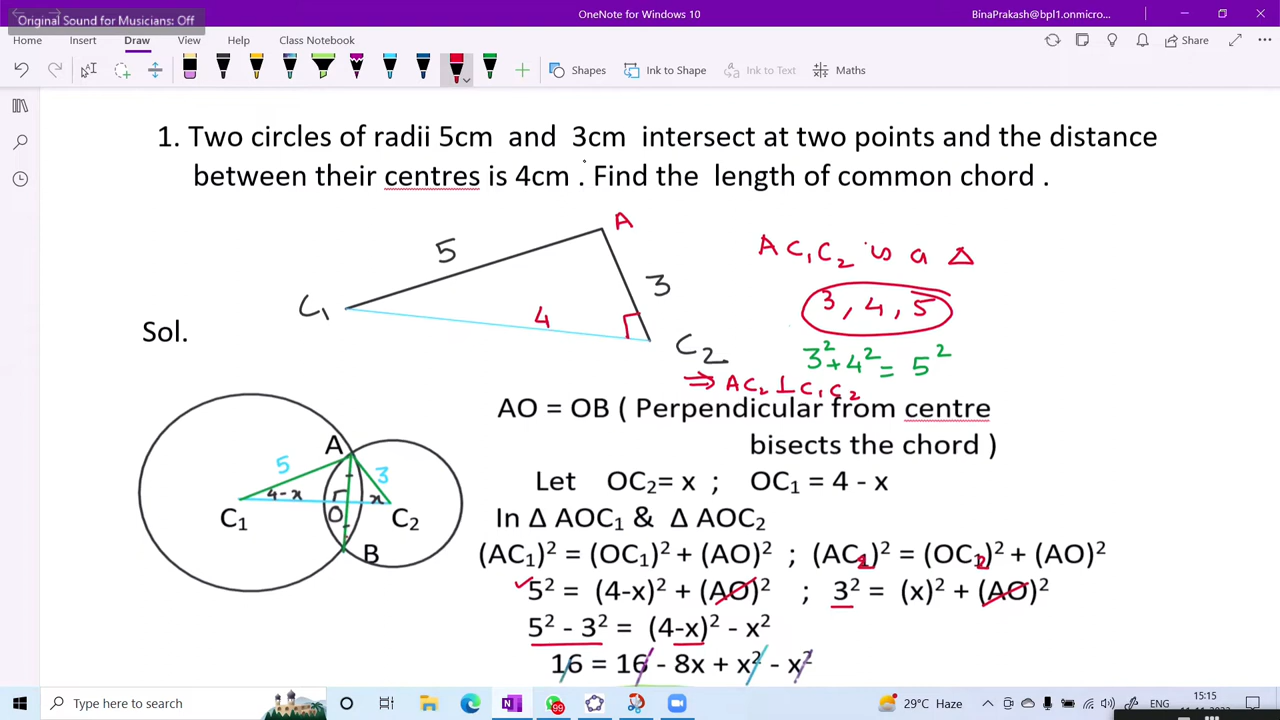 Original Sound for Musicians: Off
OneNote for Windows 10
BinaPrakash@bpl1.onmicro...
Home Insert Draw View Help Class Notebook
Share
Shapes Ink to Shape Ink to Text Maths
1. Two circles of radii 5cm and 3cm intersect at two points and the distance
between their centres is 4cm . Find the length of common chord .
A
5
3
C₁
4
C₂
AC₁C₂ is a Δ
3, 4, 5
3² + 4² = 5²
⇒ AC₂ ⊥ C₁C₂
Sol.
A
5
3
4-x
x
O
C₁
C₂
B
AO = OB ( Perpendicular from centre
bisects the chord )
Let OC₂= x ; OC₁ = 4 - x
In Δ AOC₁ & Δ AOC₂
(AC₁)² = (OC₁)² + (AO)² ; (AC₂)² = (OC₂)² + (AO)²
5² = (4-x)² + (AO)² ; 3² = (x)² + (AO)²
5² - 3² = (4-x)² - x²
16 = 16 - 8x + x² - x²
Type here to search
99
29°C Haze
ENG
15:15